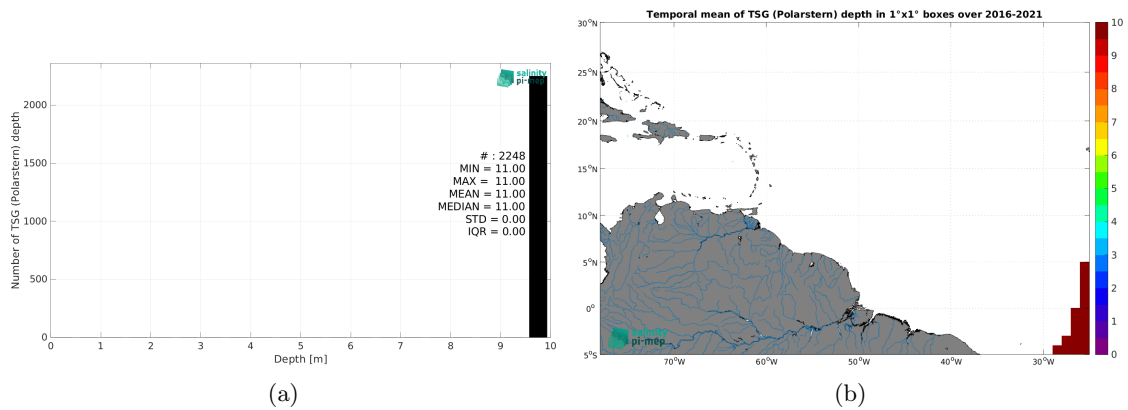 Number of TSG (Polarstern) depth
2000
1500
1000
500
0
salinity
pi-mep
# : 2248
MIN = 11.00
MAX = 11.00
MEAN = 11.00
MEDIAN = 11.00
STD = 0.00
IQR = 0.00
0 1 2 3 4 5 6 7 8 9 10
Depth [m]
(a)
Temporal mean of TSG (Polarstern) depth in 1°x1° boxes over 2016-2021
30°N
25°N
20°N
15°N
10°N
5°N
0°
5°S
salinity
pi-mep
70°W 60°W 50°W 40°W 30°W
10
9
8
7
6
5
4
3
2
1
0
(b)